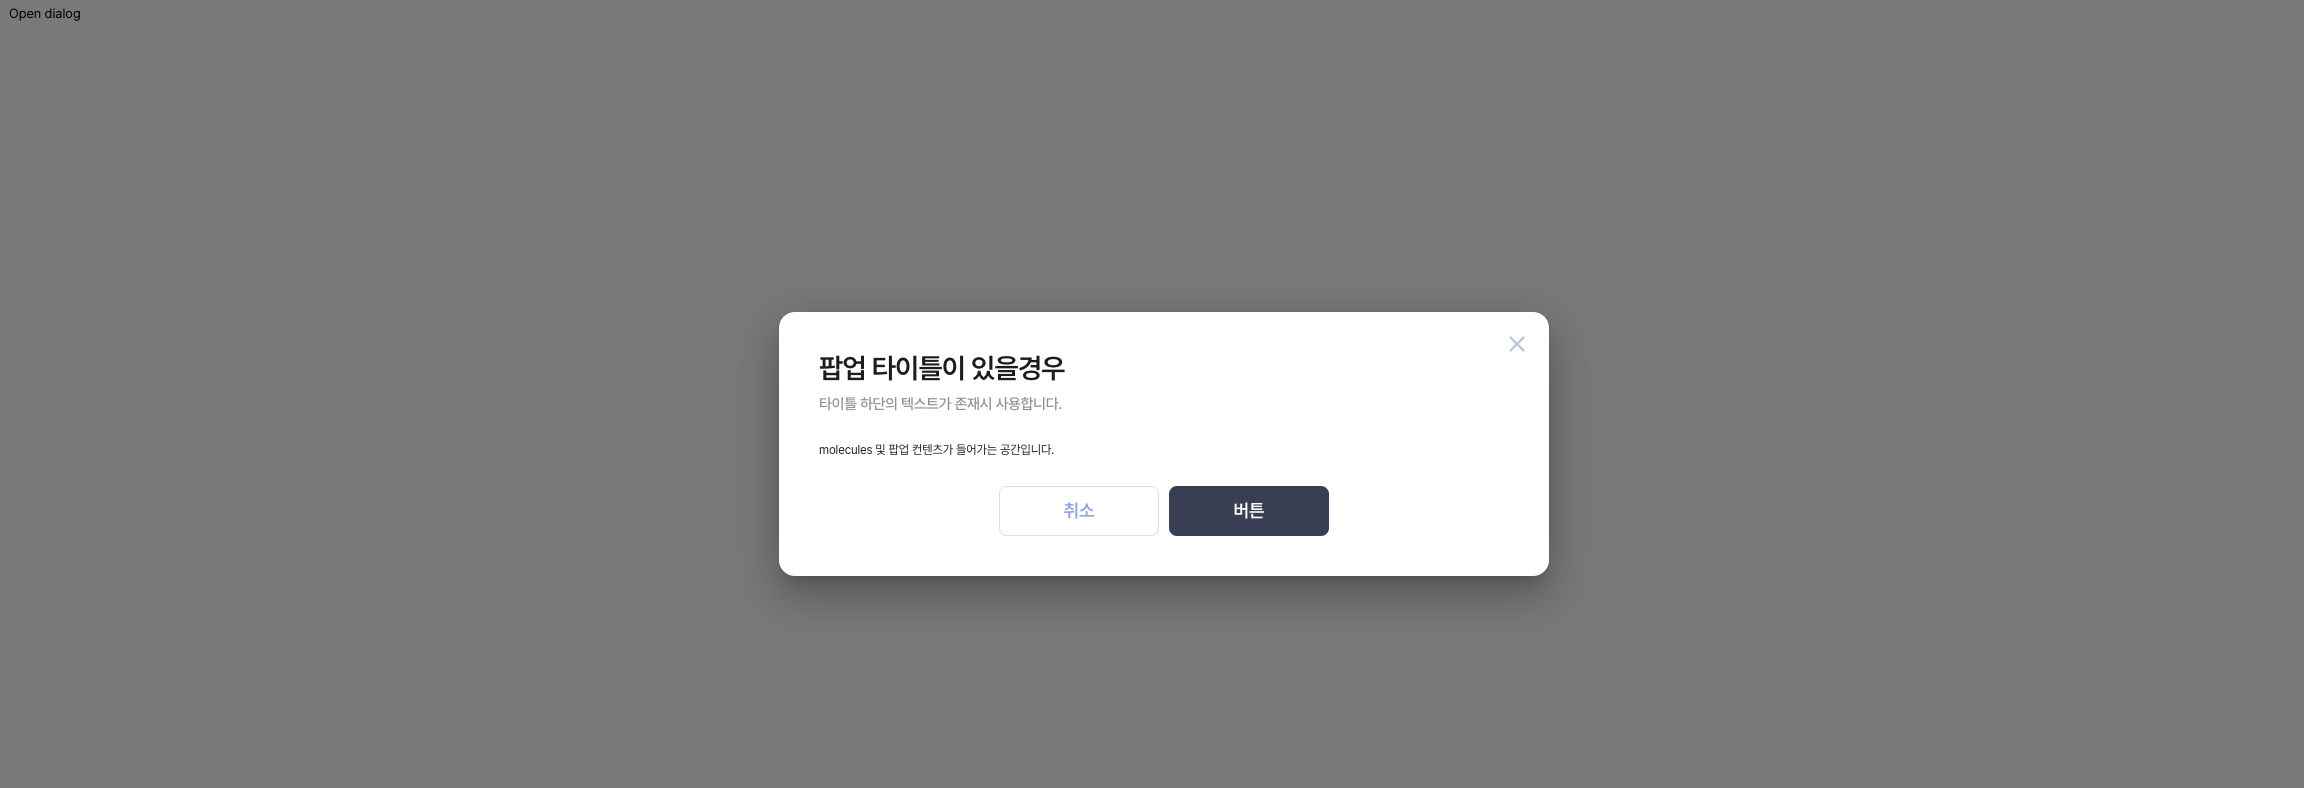 Open dialog
팝업 타이틀이 있을경우
타이틀 하단의 텍스트가 존재시 사용합니다.
molecules 및 팝업 컨텐츠가 들어가는 공간입니다.
취소
버튼